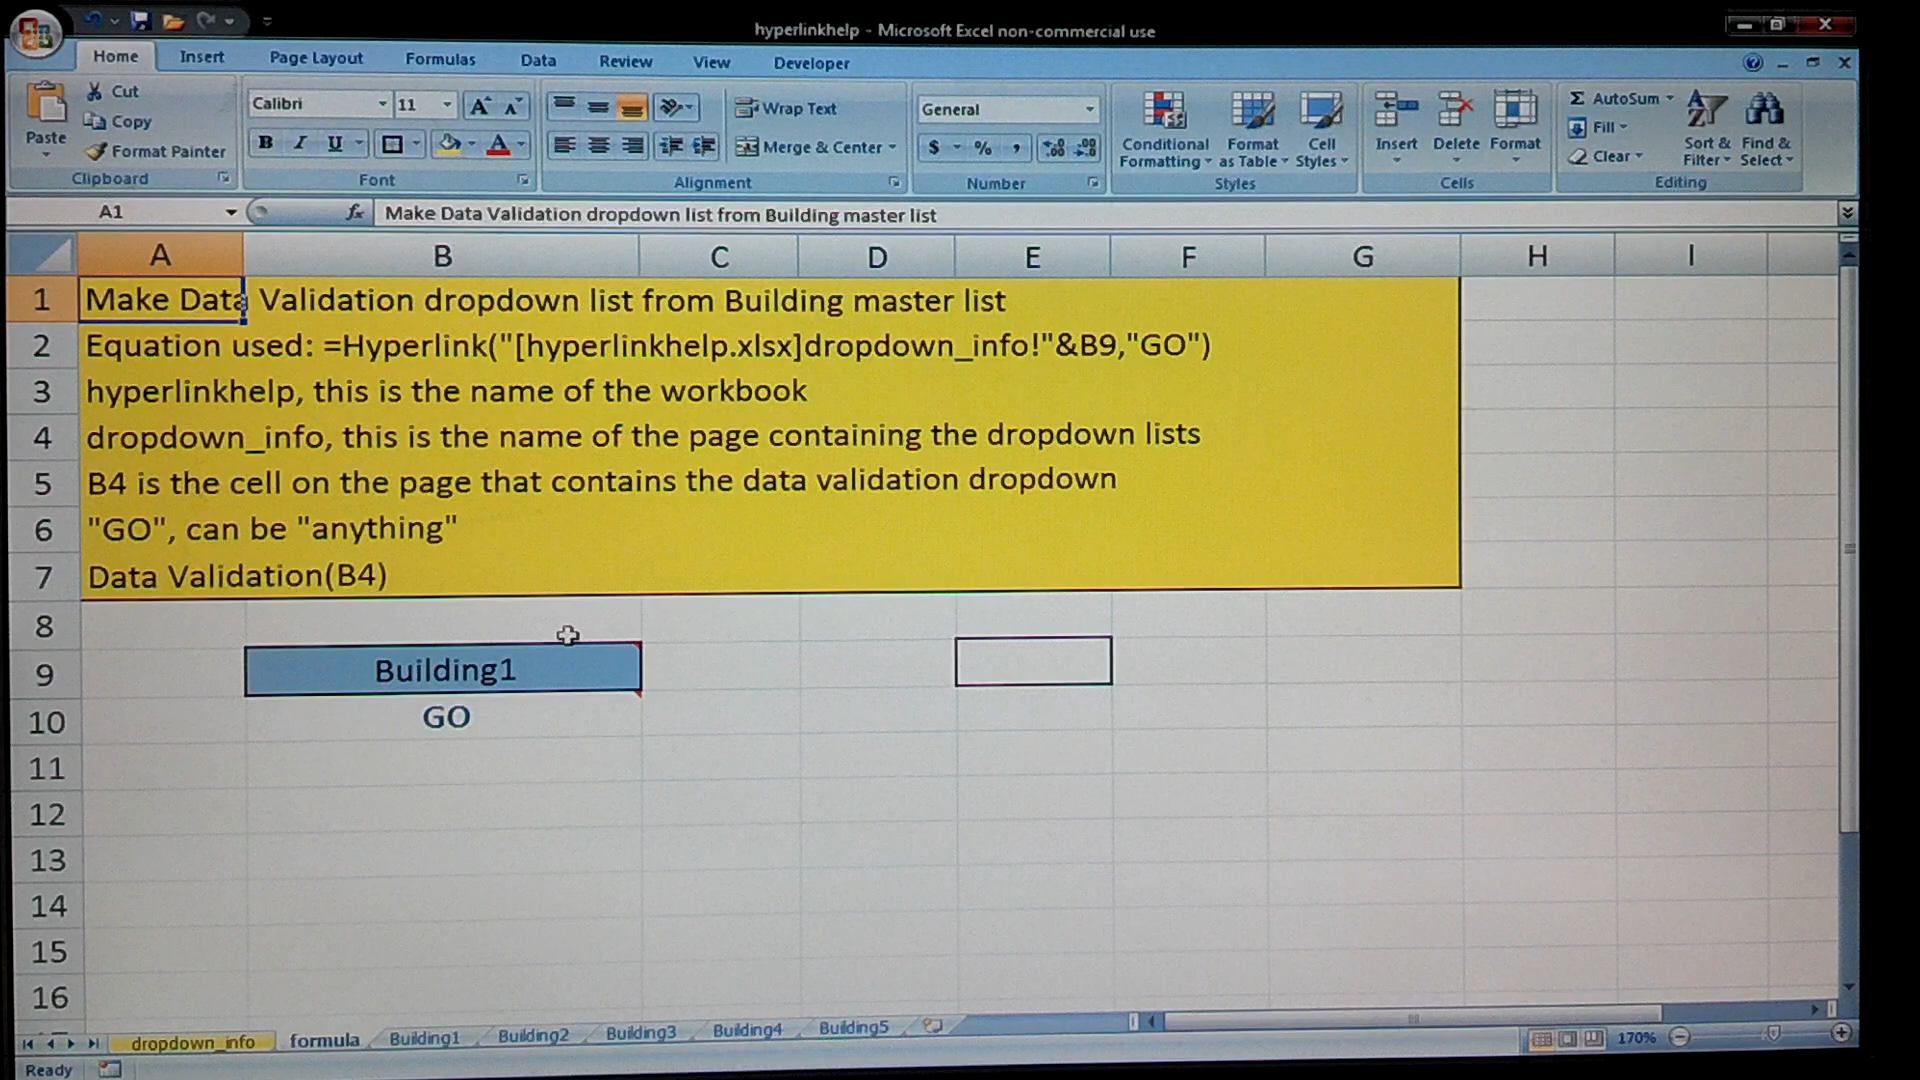 hyperlinkhelp - Microsoft Excel non-commercial use
Home Insert Page Layout Formulas Data Review View Developer
Paste
Cut
Copy
Format Painter
Clipboard
Calibri 11
B I U A
Font
Wrap Text
Merge & Center
Alignment
General
$ % ,
Number
Conditional Formatting
Format as Table
Cell Styles
Styles
Insert Delete Format
Cells
Σ AutoSum
Fill
Clear
Sort & Filter
Find & Select
Editing
A1 fx Make Data Validation dropdown list from Building master list
A B C D E F G H I
1 Make Data Validation dropdown list from Building master list
2 Equation used: =Hyperlink("[hyperlinkhelp.xlsx]dropdown_info!"&B9,"GO")
3 hyperlinkhelp, this is the name of the workbook
4 dropdown_info, this is the name of the page containing the dropdown lists
5 B4 is the cell on the page that contains the data validation dropdown
6 "GO", can be "anything"
7 Data Validation(B4)
8
9 Building1
10 GO
11
12
13
14
15
16
dropdown_info formula Building1 Building2 Building3 Building4 Building5
Ready 170%